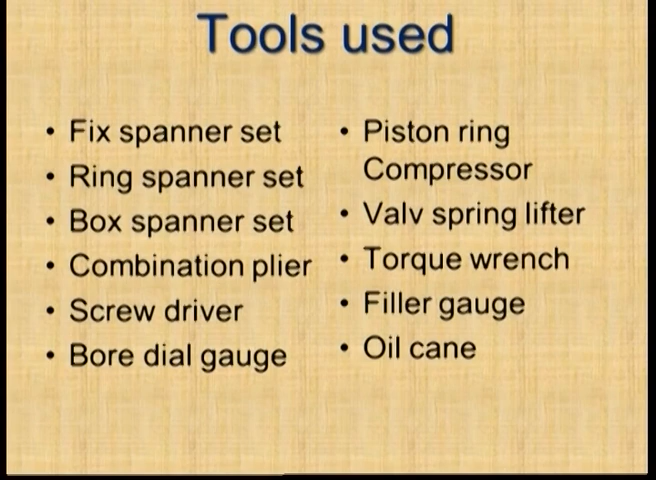 Tools used
• Fix spanner set
• Ring spanner set
• Box spanner set
• Combination plier
• Screw driver
• Bore dial gauge
• Piston ring
Compressor
• Valv spring lifter
• Torque wrench
• Filler gauge
• Oil cane